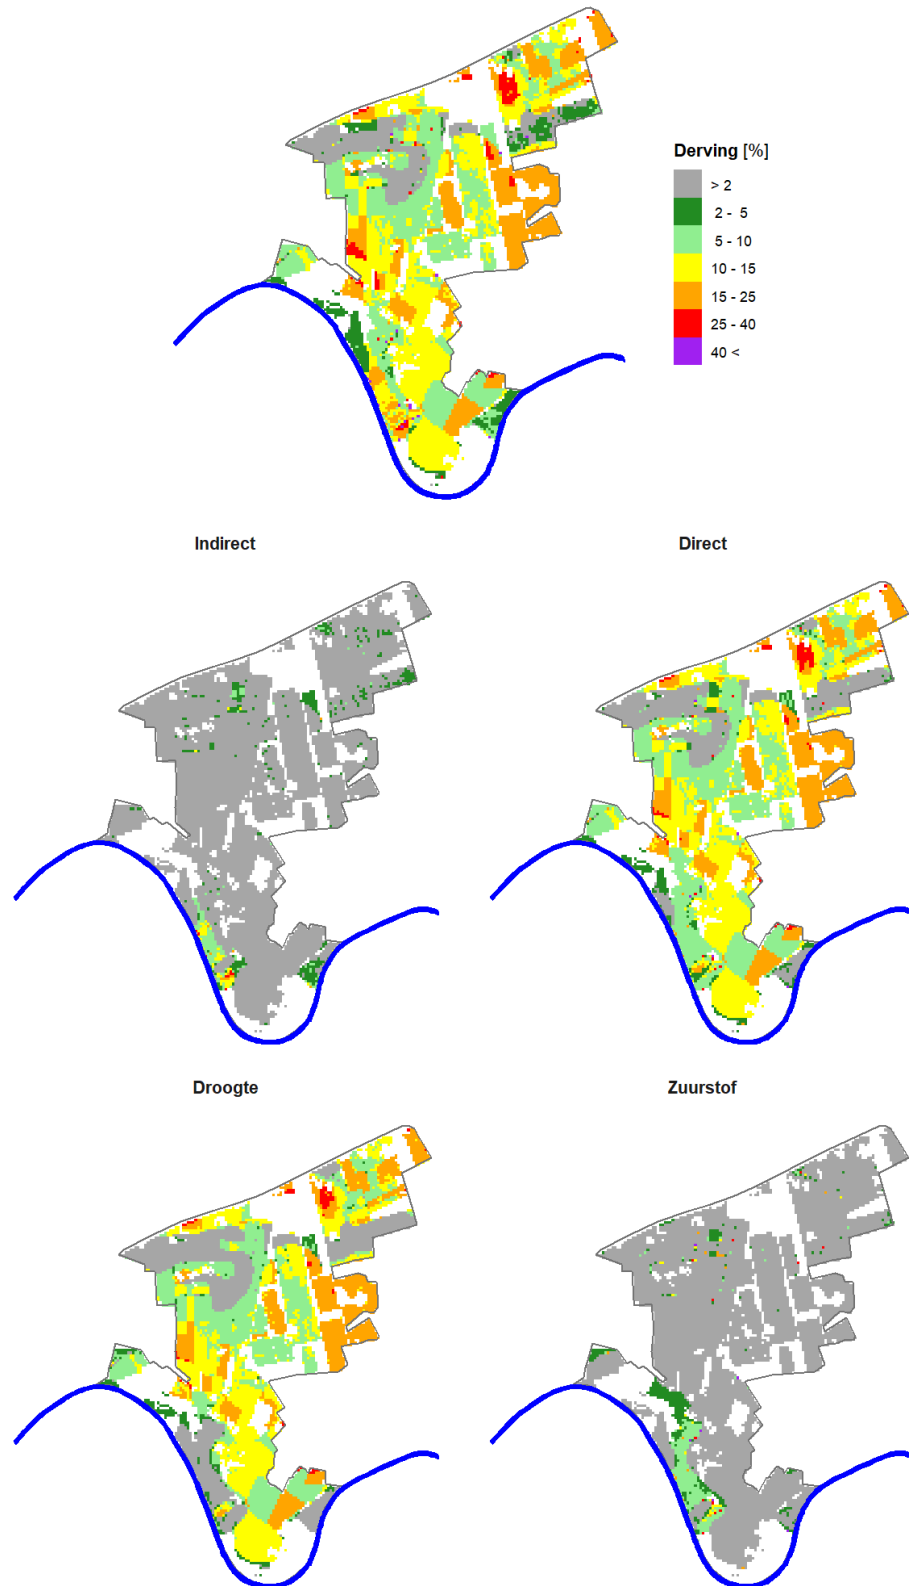 Derving [%]
> 2
2 - 5
5 - 10
10 - 15
15 - 25
25 - 40
40 <
Indirect
Direct
Droogte
Zuurstof